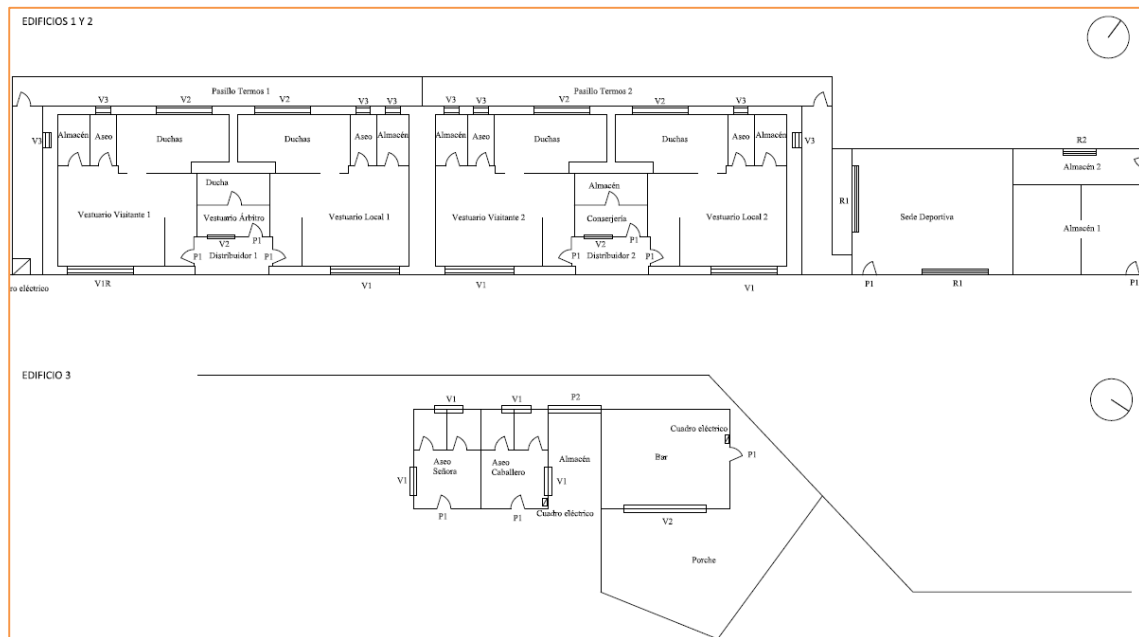 EDIFICIOS 1 Y 2
Pasillo Termos 1
Pasillo Termos 2
V3
V2
V2
V3
V3
V3
V3
V2
V2
V3
Almacén
Aseo
Duchas
Duchas
Aseo
Almacén
Almacén
Aseo
Duchas
Duchas
Aseo
Almacén
V3
V3
R2
Almacén 2
Ducha
Almacén
Vestuario Visitante 1
Vestuario Árbitro
Vestuario Local 1
Vestuario Visitante 2
Conserjería
Vestuario Local 2
R1
Sede Deportiva
Almacén 1
P1
V2
P1
V2
P1
Distribuidor 1
P1
P1
Distribuidor 2
P1
V1R
V1
V1
V1
P1
R1
P1
ro eléctrico
EDIFICIO 3
V1
V1
P2
Cuadro eléctrico
Aseo
Señora
Aseo
Caballero
Almacén
Bar
P1
V1
V1
P1
P1
Cuadro eléctrico
V2
Porche